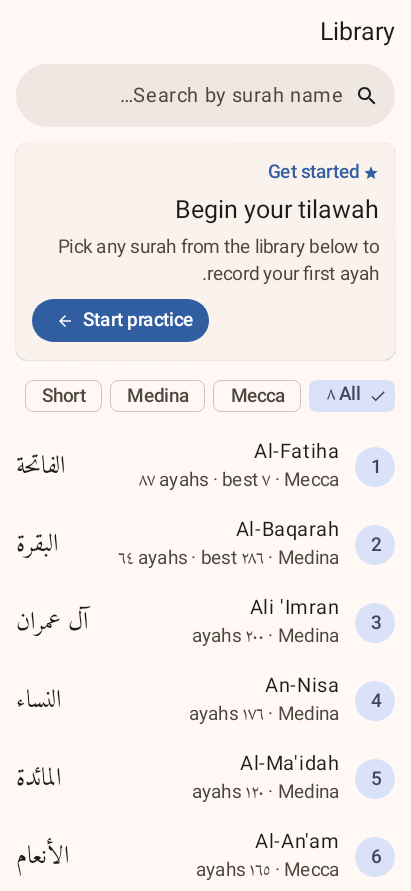 Library
Search by surah name…
Get started
Begin your tilawah
Pick any surah from the library below to
record your first ayah.
Start practice
All ٨
Mecca
Medina
Short
1
Al-Fatiha
Mecca · ٧ ayahs · best ٨٧
الفاتحة
2
Al-Baqarah
Medina · ٢٨٦ ayahs · best ٦٤
البقرة
3
Ali 'Imran
Medina · ٢٠٠ ayahs
آل عمران
4
An-Nisa
Medina · ١٧٦ ayahs
النساء
5
Al-Ma'idah
Medina · ١٢٠ ayahs
المائدة
6
Al-An'am
Mecca · ١٦٥ ayahs
الأنعام